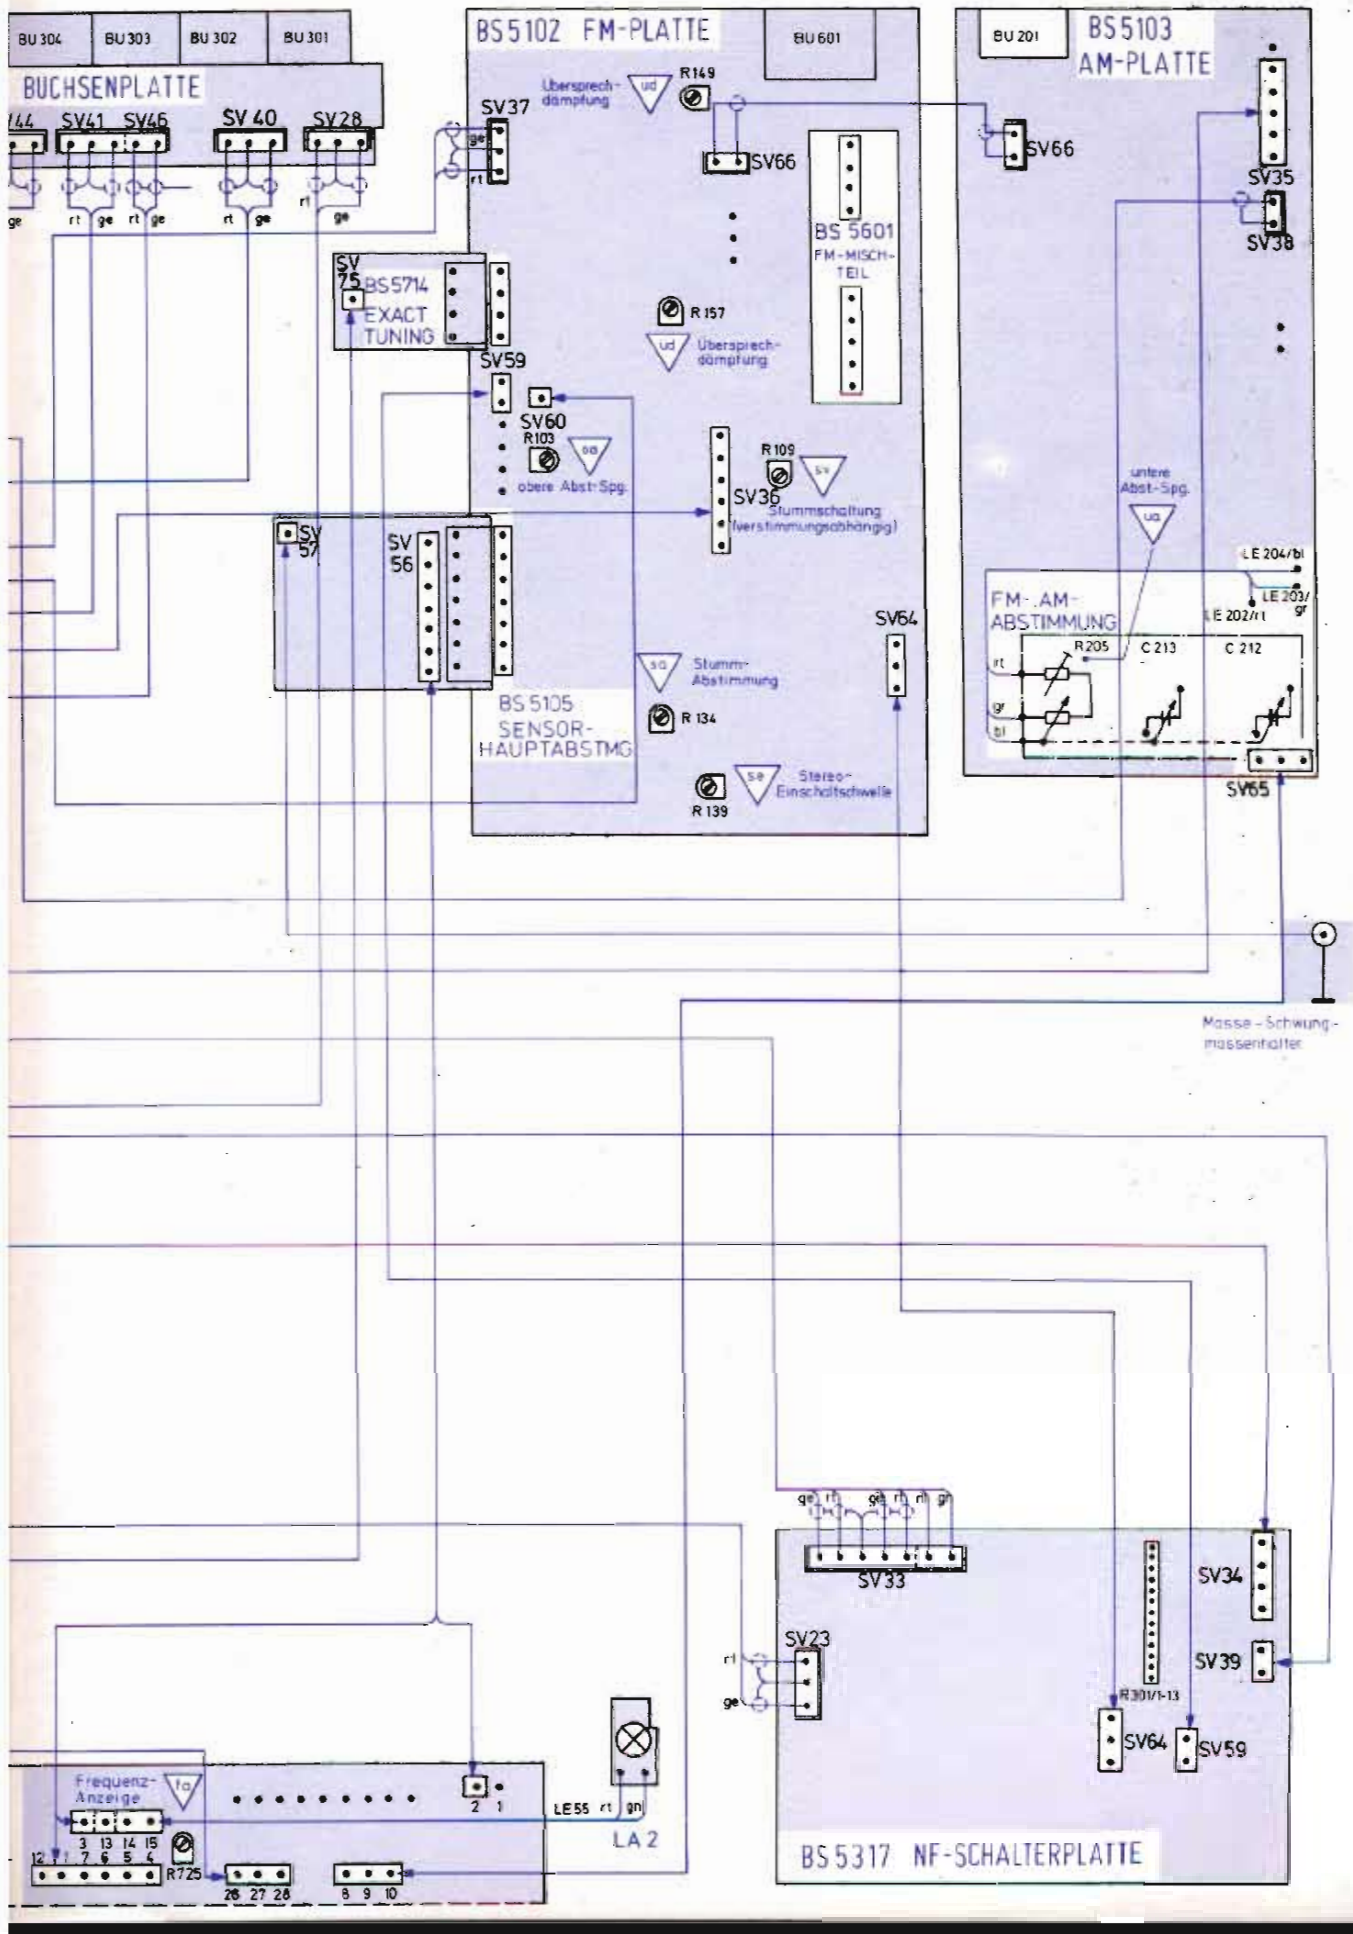 BU 304
BU 303
BU 302
BU 301
BUCHSENPLATTE
SV41
SV46
SV 40
SV28
ge
rt
ge
rt
ge
rt
ge
rt
ge
BS5102 FM-PLATTE
BU 601
Übersprech-
dämpfung
ud
R149
SV37
ge
rt
SV66
BS 5601
FM-MISCH-
TEIL
BU 201
BS5103
AM-PLATTE
SV66
SV35
SV38
SV
75
BS5714
EXACT
TUNING
R 157
ud
Übersprech-
dämpfung
SV59
SV60
R103
oa
obere Abst-Spg.
R109
sv
SV36
Stummschaltung
(verstimmungsabhängig)
untere
Abst-Spg.
ua
SV
57
SV
56
LE 204/bl
LE 203/
gr
LE 202/rt
FM-.AM-
ABSTIMMUNG
R205
C 213
C 212
rt
gr
bl
SV64
sa
Stumm-
Abstimmung
BS 5105
SENSOR-
HAUPTABSTMG
R 134
se
Stereo-
Einschaltschwelle
R 139
SV65
Masse-Schwung-
massenhalter
ge
rt
ge
rt
gn
SV33
SV34
SV23
rt
ge
SV39
R301/1-13
SV64
SV59
Frequenz-
Anzeige
fa
2
1
LE55
rt
gn
LA 2
3 13 14 15
12
7 6 5 4
R725
26 27 28
8 9 10
BS5317 NF-SCHALTERPLATTE